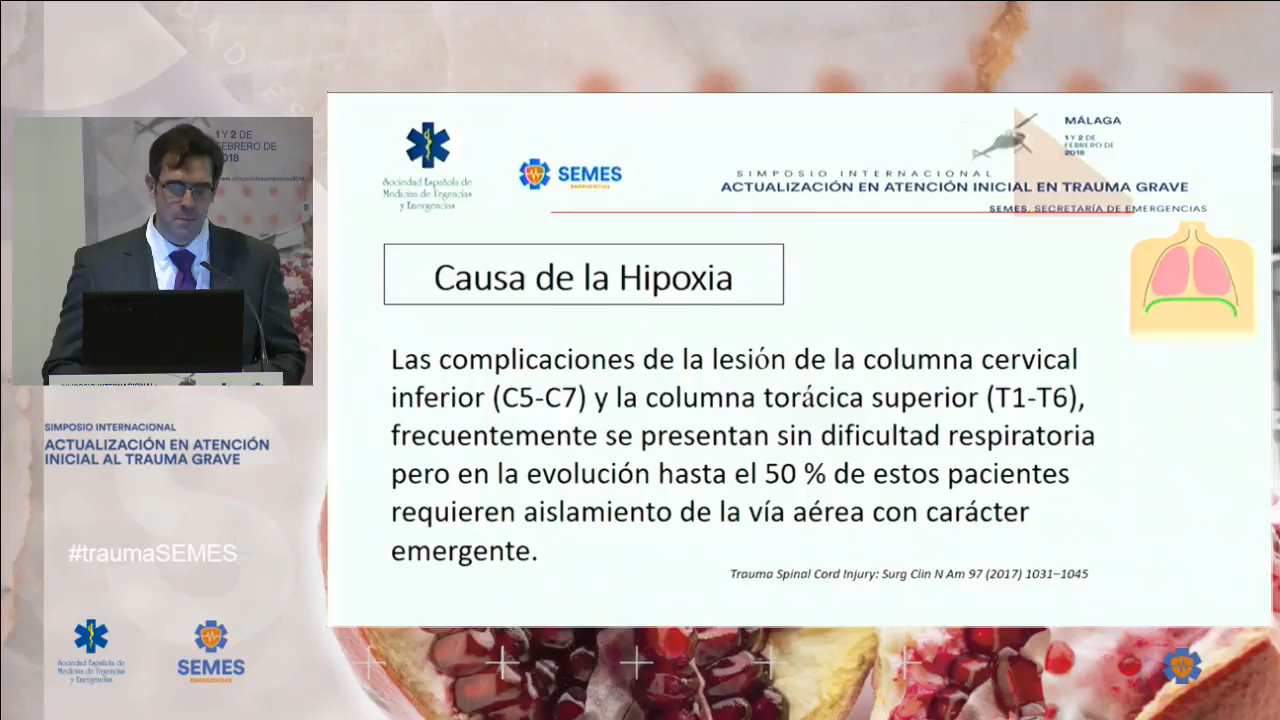 1 Y 2 DE
FEBRERO DE
2018
SIMPOSIO INTERNACIONAL
ACTUALIZACIÓN EN ATENCIÓN
INICIAL AL TRAUMA GRAVE
#traumaSEMES
Sociedad Española de
Medicina de Urgencias
y Emergencias
SEMES
EMERGENCIAS
Sociedad Española de
Medicina de Urgencias
y Emergencias
SEMES
EMERGENCIAS
MÁLAGA
1 Y 2 DE
FEBRERO DE
2018
SIMPOSIO INTERNACIONAL
ACTUALIZACIÓN EN ATENCIÓN INICIAL EN TRAUMA GRAVE
SEMES. SECRETARÍA DE EMERGENCIAS
Causa de la Hipoxia
Las complicaciones de la lesión de la columna cervical
inferior (C5-C7) y la columna torácica superior (T1-T6),
frecuentemente se presentan sin dificultad respiratoria
pero en la evolución hasta el 50 % de estos pacientes
requieren aislamiento de la vía aérea con carácter
emergente.
Trauma Spinal Cord Injury: Surg Clin N Am 97 (2017) 1031–1045